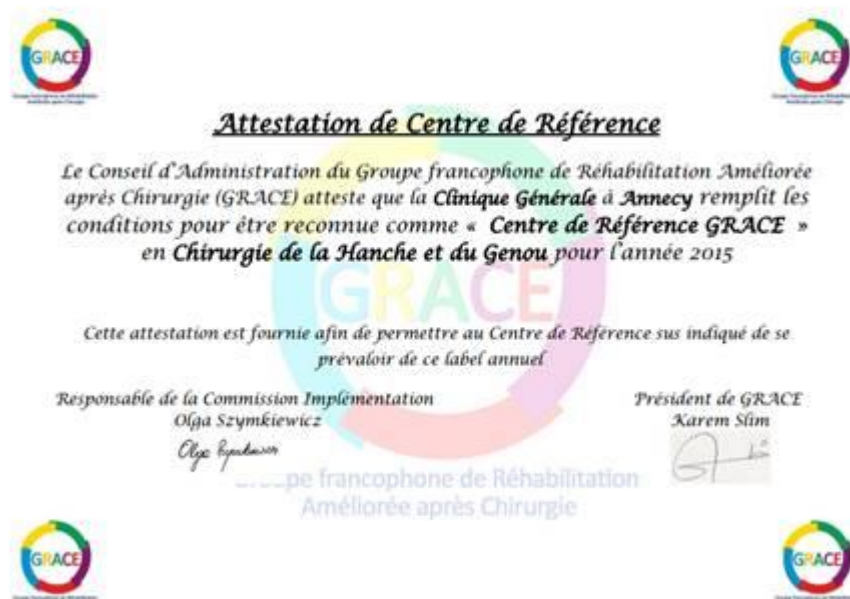 GRACE
GRACE
Attestation de Centre de Référence
Le Conseil d'Administration du Groupe francophone de Réhabilitation Améliorée
après Chirurgie (GRACE) atteste que la Clinique Générale à Annecy remplit les
conditions pour être reconnue comme « Centre de Référence GRACE »
en Chirurgie de la Hanche et du Genou pour l'année 2015
GRACE
Cette attestation est fournie afin de permettre au Centre de Référence sus indiqué de se
prévaloir de ce label annuel
Responsable de la Commission Implémentation
Olga Szymkiewicz
Président de GRACE
Karem Slim
pe francophone de Réhabilitation
Améliorée après Chirurgie
GRACE
GRACE